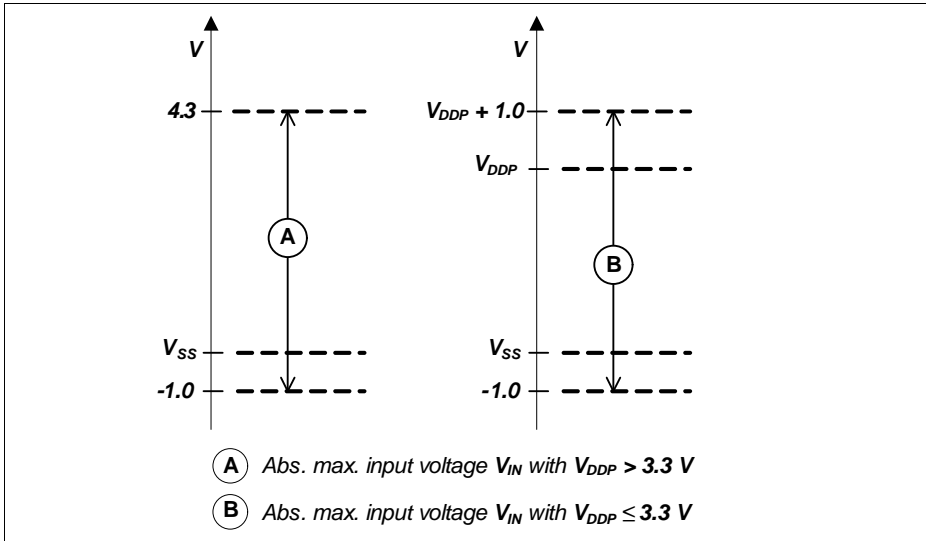 V
4.3
A
V_SS
-1.0
V
V_DDP + 1.0
V_DDP
B
V_SS
-1.0
A Abs. max. input voltage V_IN with V_DDP > 3.3 V
B Abs. max. input voltage V_IN with V_DDP ≤ 3.3 V